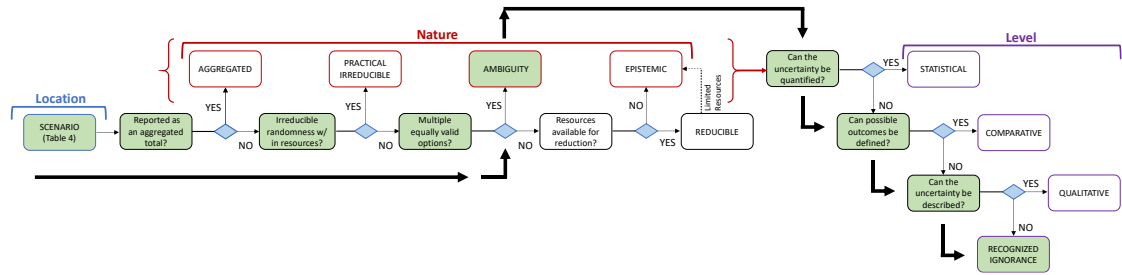 Nature
Level
Location
AGGREGATED
PRACTICAL
IRREDUCIBLE
AMBIGUITY
EPISTEMIC
Can the
uncertainty be
quantified?
YES
STATISTICAL
NO
YES
YES
YES
NO
Limited
Resources
SCENARIO
(Table 4)
Reported as
an aggregated
total?
NO
Irreducible
randomness w/
in resources?
NO
Multiple
equally valid
options?
NO
Resources
available for
reduction?
YES
REDUCIBLE
Can possible
outcomes be
defined?
YES
COMPARATIVE
NO
Can the
uncertainty be
described?
YES
QUALITATIVE
NO
RECOGNIZED
IGNORANCE